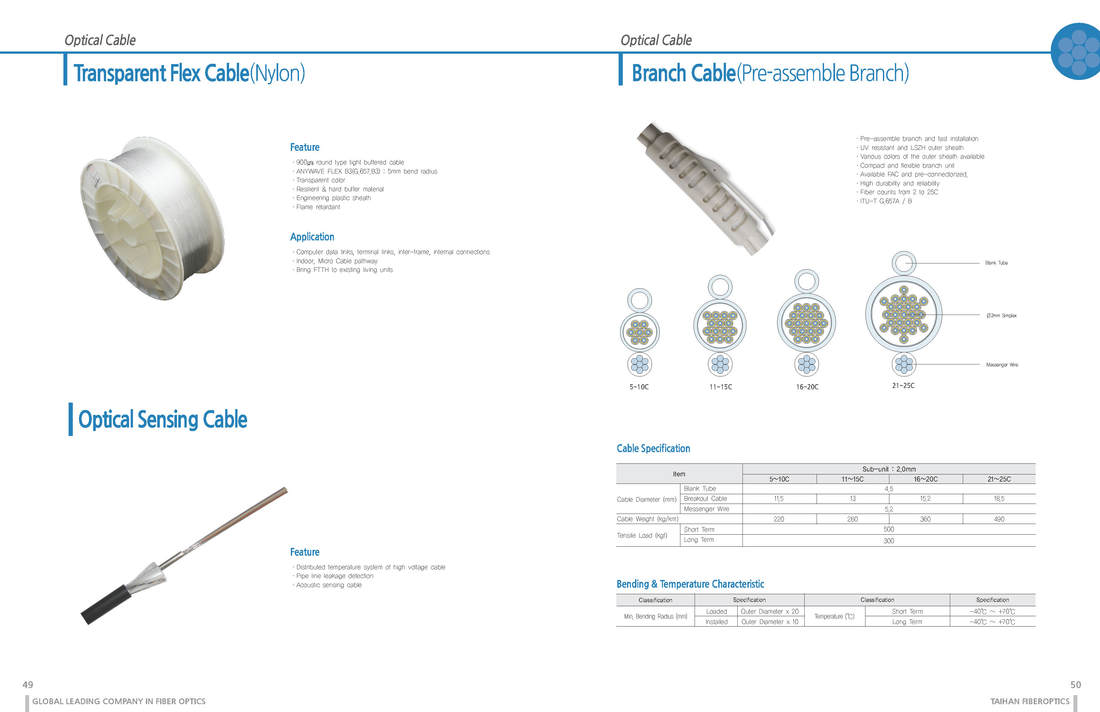 Optical Cable
Transparent Flex Cable(Nylon)
Feature
· 900㎛ round type tight buffered cable
· ANYWAVE FLEX B3(G.657.B3) : 5mm bend radius
· Transparent color
· Resilient & hard buffer material
· Engineering plastic sheath
· Flame retardant
Application
· Computer data links, terminal links, inter-frame, internal connections
· Indoor, Micro Cable pathway
· Bring FTTH to existing living units
Optical Sensing Cable
Feature
· Distributed temperature system of high voltage cable
· Pipe line leakage detection
· Acoustic sensing cable
49
GLOBAL LEADING COMPANY IN FIBER OPTICS
Optical Cable
Branch Cable(Pre-assemble Branch)
· Pre-assemble branch and fast installation
· UV resistant and LSZH outer sheath
· Various colors of the outer sheath available
· Compact and flexible branch unit
· Available FAC and pre-connectorized.
· High durability and reliability
· Fiber counts from 2 to 25C
· ITU-T G.657A / B
Blank Tube
Ø2mm Simplex
Messenger Wire
5~10C 11~15C 16~20C 21~25C
Cable Specification
Item Sub-unit : 2.0mm
5~10C 11~15C 16~20C 21~25C
Cable Diameter (mm) Blank Tube 4.5
Breakout Cable 11.5 13 15.2 18.5
Messenger Wire 5.2
Cable Weight (kg/km) 220 260 360 490
Tensile Load (kgf) Short Term 500
Long Term 300
Bending & Temperature Characteristic
Classification Specification Classification Specification
Min. Bending Radius (mm) Loaded Outer Diameter x 20 Temperature (℃) Short Term -40℃ ~ +70℃
Installed Outer Diameter x 10 Long Term -40℃ ~ +70℃
50
TAIHAN FIBEROPTICS